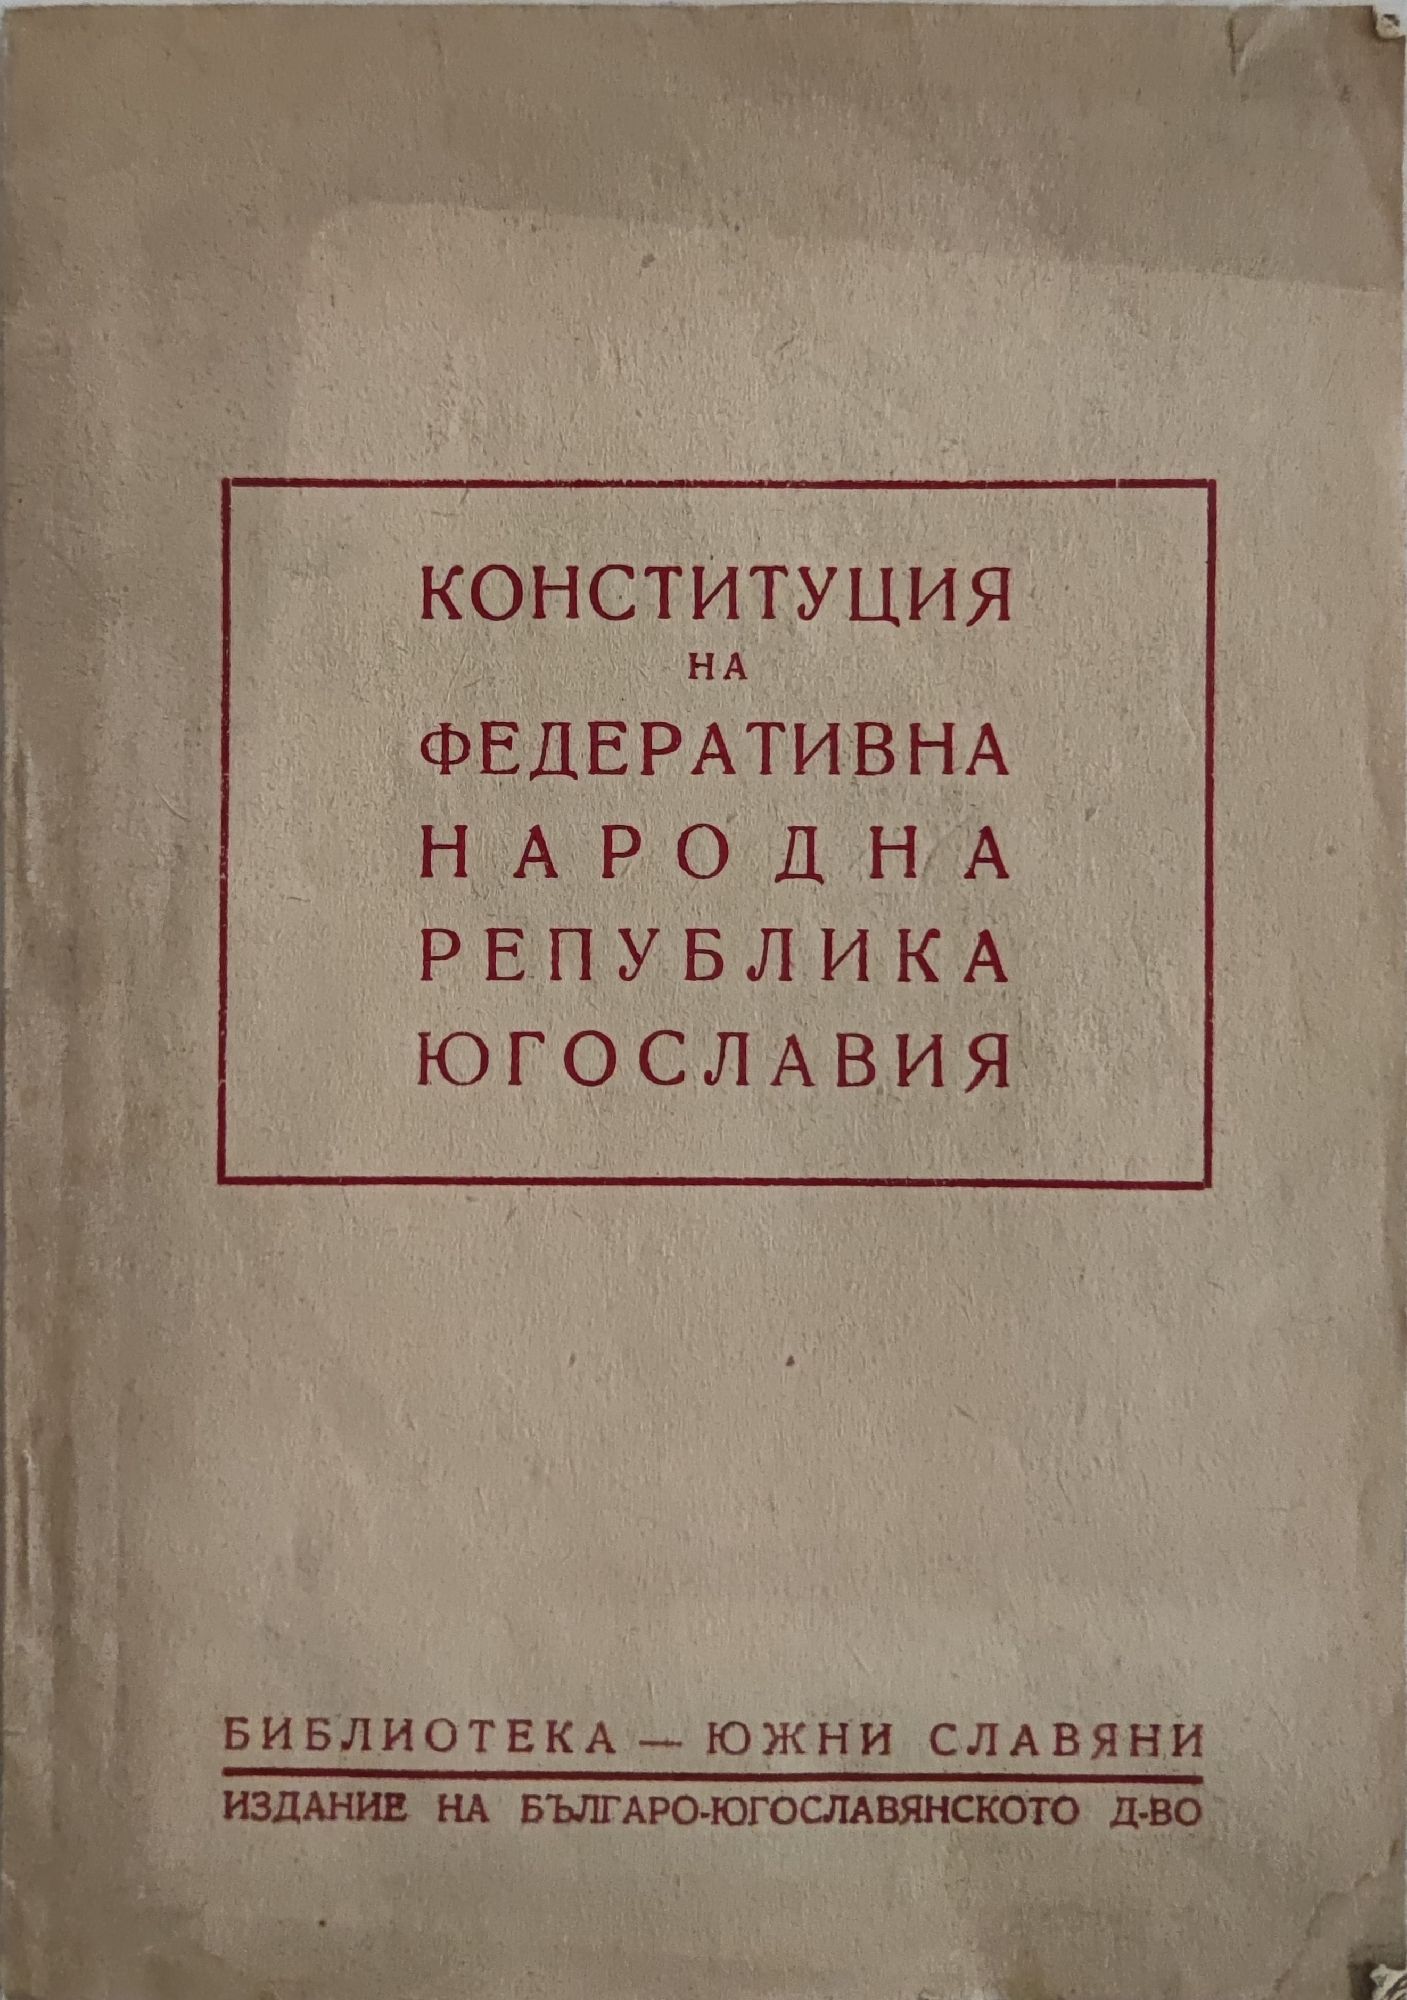 КОНСТИТУЦИЯ
НА
ФЕДЕРАТИВНА
НАРОДНА
РЕПУБЛИКА
ЮГОСЛАВИЯ
БИБЛИОТЕКА — ЮЖНИ СЛАВЯНИ
ИЗДАНИЕ НА БЪЛГАРО-ЮГОСЛАВЯНСКОТО Д-ВО